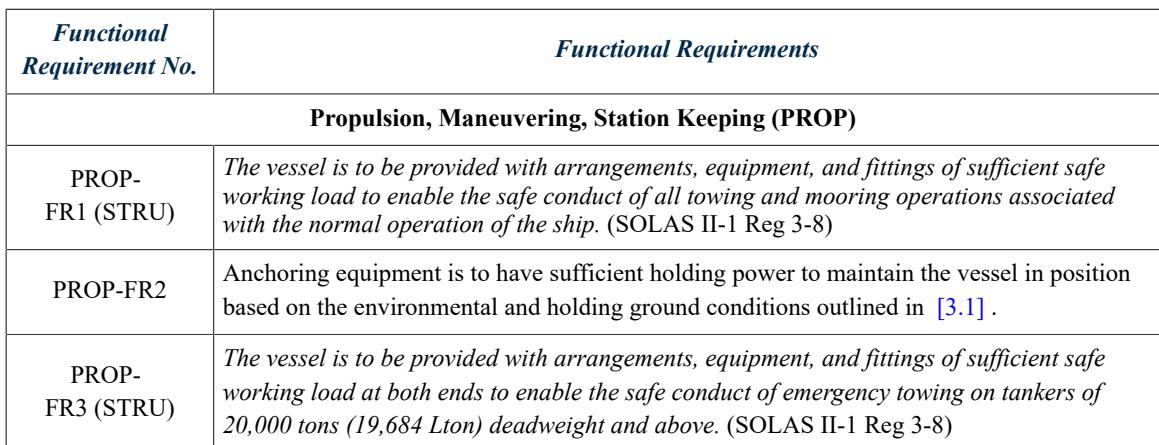 Functional
Requirement No.
Functional Requirements
Propulsion, Maneuvering, Station Keeping (PROP)
PROP-
FR1 (STRU)
The vessel is to be provided with arrangements, equipment, and fittings of sufficient safe
working load to enable the safe conduct of all towing and mooring operations associated
with the normal operation of the ship. (SOLAS II-1 Reg 3-8)
PROP-FR2
Anchoring equipment is to have sufficient holding power to maintain the vessel in position
based on the environmental and holding ground conditions outlined in [3.1] .
PROP-
FR3 (STRU)
The vessel is to be provided with arrangements, equipment, and fittings of sufficient safe
working load at both ends to enable the safe conduct of emergency towing on tankers of
20,000 tons (19,684 Lton) deadweight and above. (SOLAS II-1 Reg 3-8)